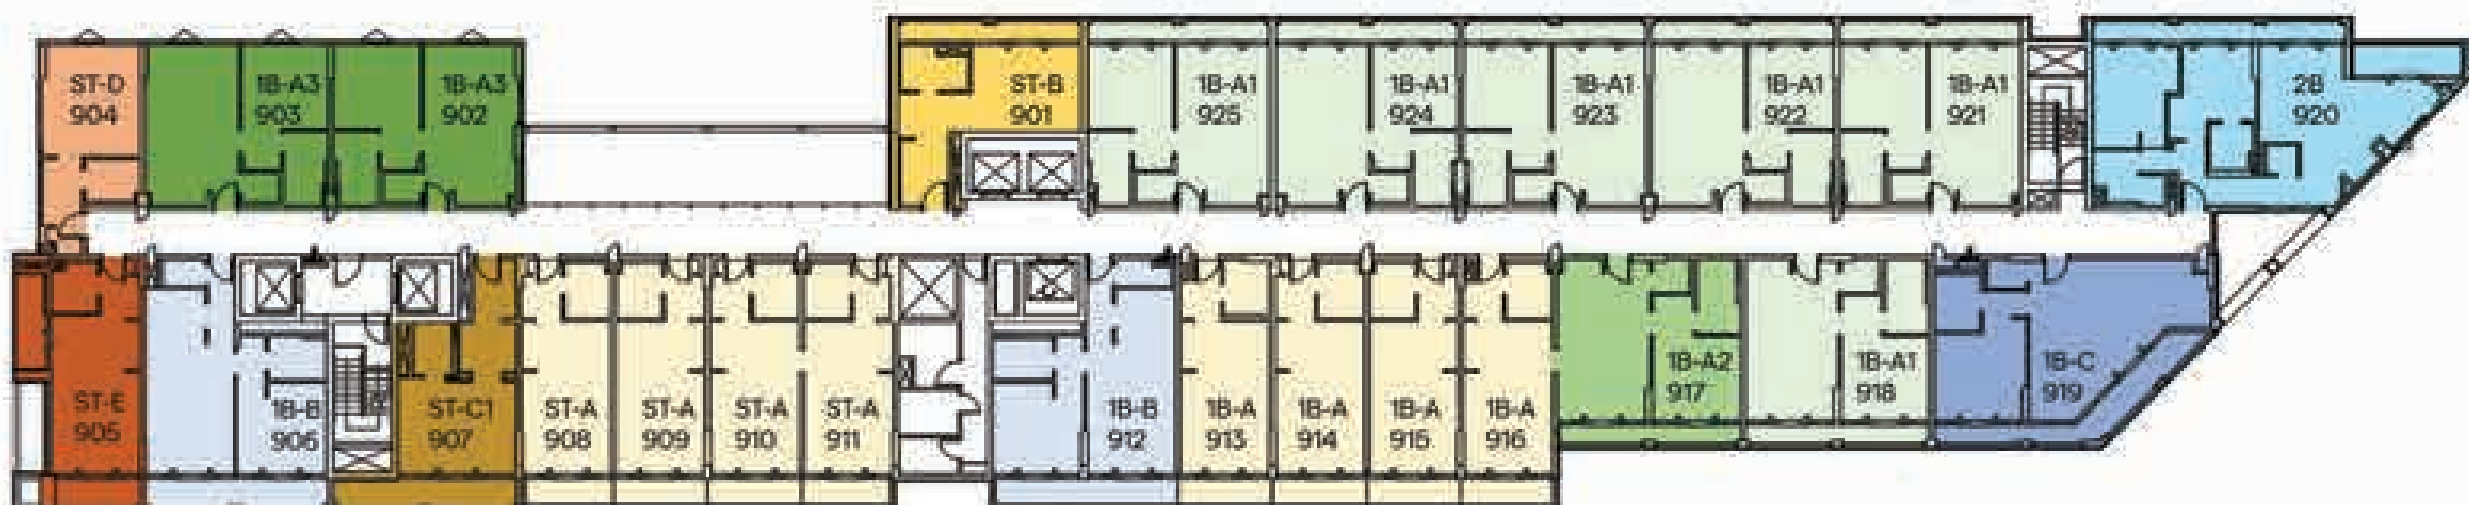 ST-D
904
1B-A3
903
1B-A3
902
ST-B
901
1B-A1
925
1B-A1
924
1B-A1
923
1B-A1
922
1B-A1
921
2B
920
ST-E
905
1B-B
906
ST-C1
907
ST-A
908
ST-A
909
ST-A
910
ST-A
911
1B-B
912
1B-A
913
1B-A
914
1B-A
915
1B-A
916
1B-A2
917
1B-A1
918
1B-C
919